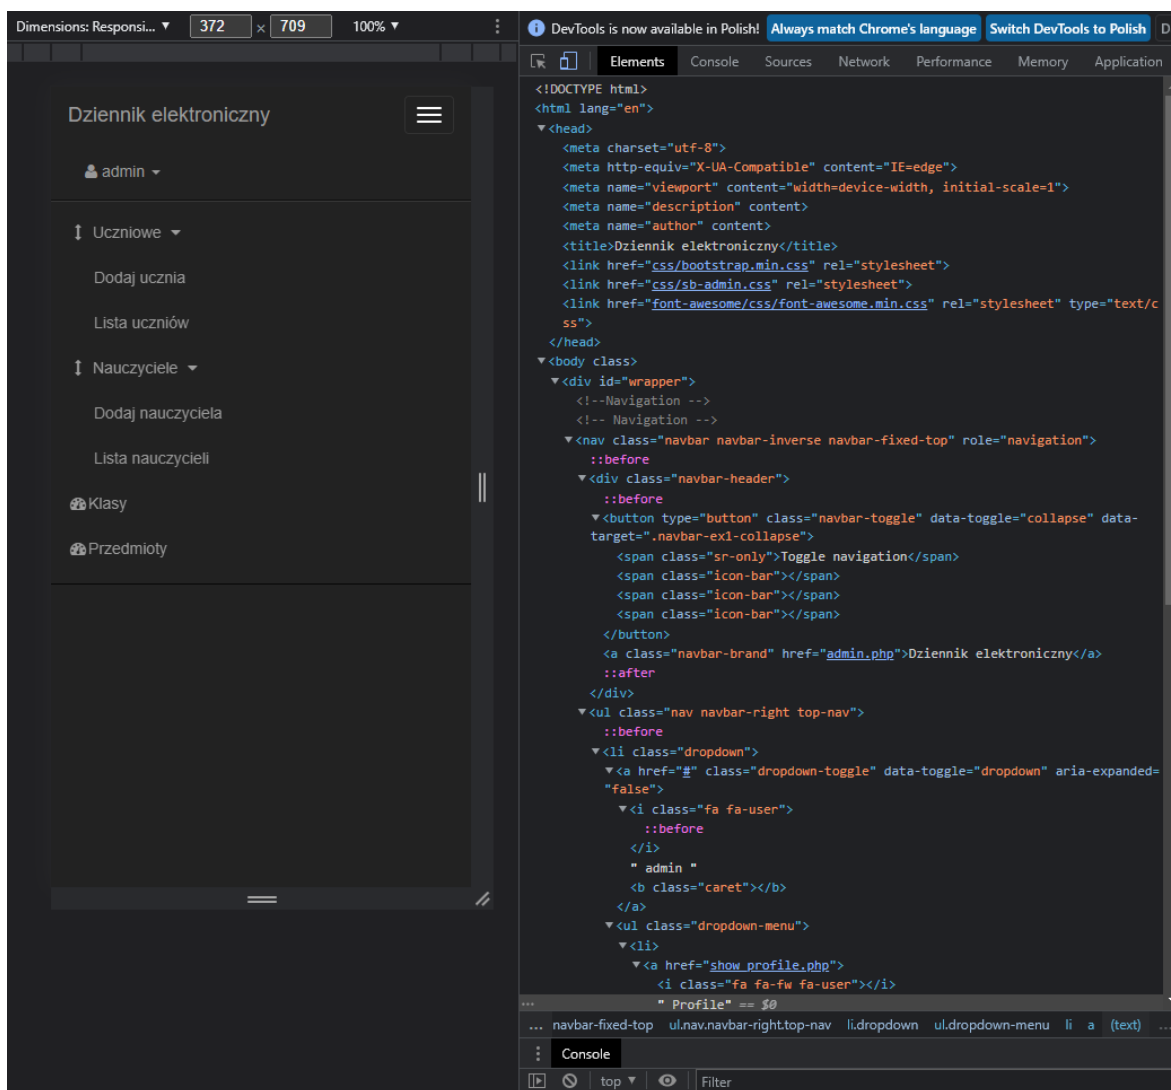 Dimensions: Responsi... ▼ 372 × 709 100% ▼
Dziennik elektroniczny
admin
Uczniowe
Dodaj ucznia
Lista uczniów
Nauczyciele
Dodaj nauczyciela
Lista nauczycieli
Klasy
Przedmioty
DevTools is now available in Polish! Always match Chrome's language Switch DevTools to Polish D
Elements Console Sources Network Performance Memory Application
<!DOCTYPE html>
<html lang="en">
▼<head>
<meta charset="utf-8">
<meta http-equiv="X-UA-Compatible" content="IE=edge">
<meta name="viewport" content="width=device-width, initial-scale=1">
<meta name="description" content>
<meta name="author" content>
<title>Dziennik elektroniczny</title>
<link href="css/bootstrap.min.css" rel="stylesheet">
<link href="css/sb-admin.css" rel="stylesheet">
<link href="font-awesome/css/font-awesome.min.css" rel="stylesheet" type="text/c
ss">
</head>
▼<body class>
▼<div id="wrapper">
<!--Navigation -->
<!-- Navigation -->
▼<nav class="navbar navbar-inverse navbar-fixed-top" role="navigation">
::before
▼<div class="navbar-header">
::before
▼<button type="button" class="navbar-toggle" data-toggle="collapse" data-
target=".navbar-ex1-collapse">
<span class="sr-only">Toggle navigation</span>
<span class="icon-bar"></span>
<span class="icon-bar"></span>
<span class="icon-bar"></span>
</button>
<a class="navbar-brand" href="admin.php">Dziennik elektroniczny</a>
::after
</div>
▼<ul class="nav navbar-right top-nav">
::before
▼<li class="dropdown">
▼<a href="#" class="dropdown-toggle" data-toggle="dropdown" aria-expanded=
"false">
▼<i class="fa fa-user">
::before
</i>
" admin "
<b class="caret"></b>
</a>
▼<ul class="dropdown-menu">
▼<li>
▼<a href="show_profile.php">
<i class="fa fa-fw fa-user"></i>
... " Profile" == $0
... navbar-fixed-top ul.nav.navbar-right.top-nav li.dropdown ul.dropdown-menu li a (text) ...
Console
top ▼ Filter